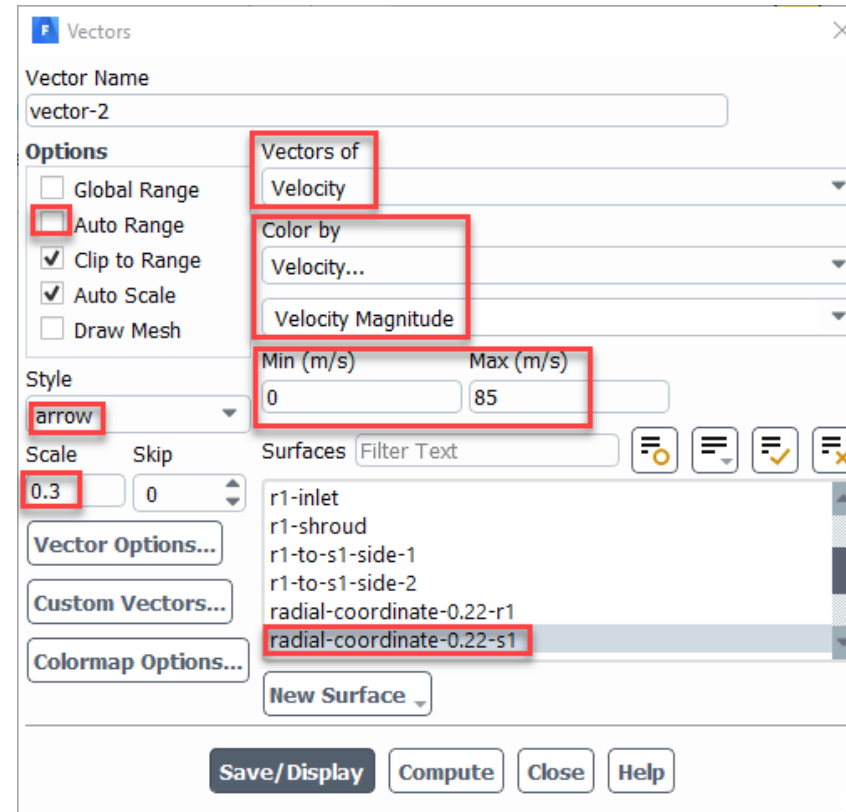 Vectors
Vector Name
vector-2
Options
Global Range
Auto Range
Clip to Range
Auto Scale
Draw Mesh
Style
arrow
Scale Skip
0.3 0
Vector Options...
Custom Vectors...
Colormap Options...
Vectors of
Velocity
Color by
Velocity...
Velocity Magnitude
Min (m/s) Max (m/s)
0 85
Surfaces Filter Text
r1-inlet
r1-shroud
r1-to-s1-side-1
r1-to-s1-side-2
radial-coordinate-0.22-r1
radial-coordinate-0.22-s1
New Surface
Save/Display Compute Close Help